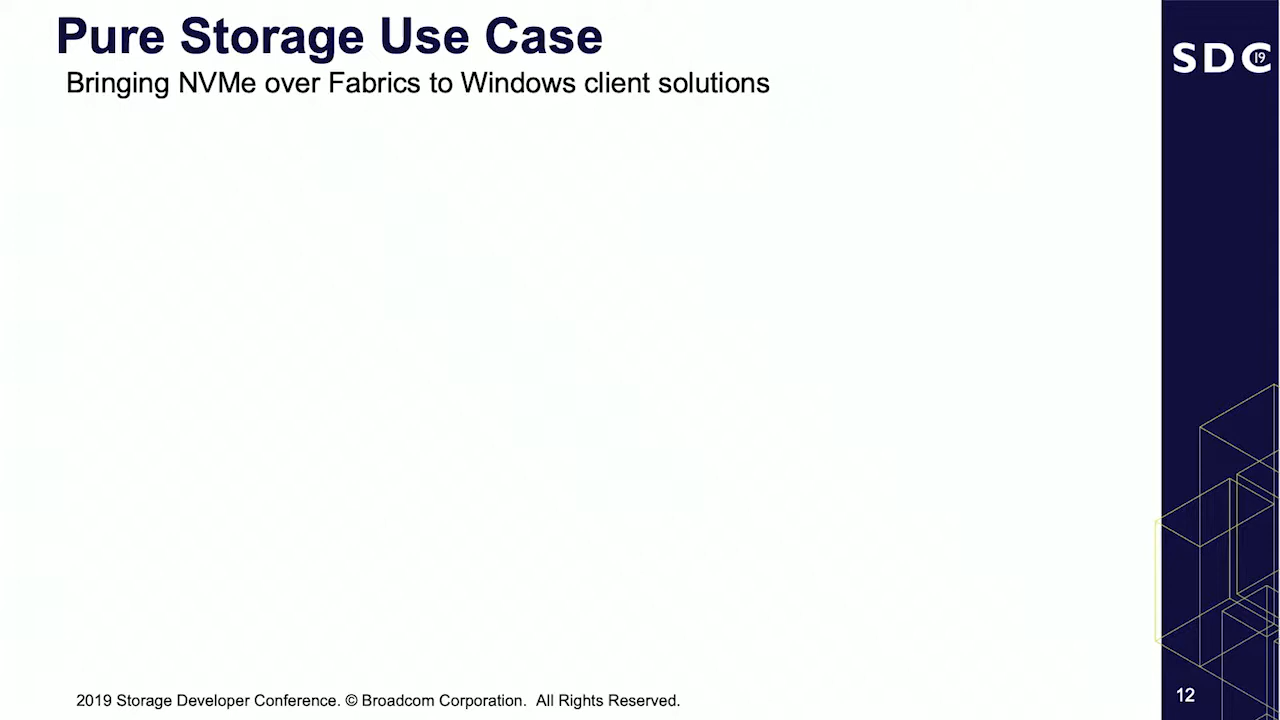 Pure Storage Use Case
Bringing NVMe over Fabrics to Windows client solutions
SDC 19
2019 Storage Developer Conference. © Broadcom Corporation. All Rights Reserved.
12